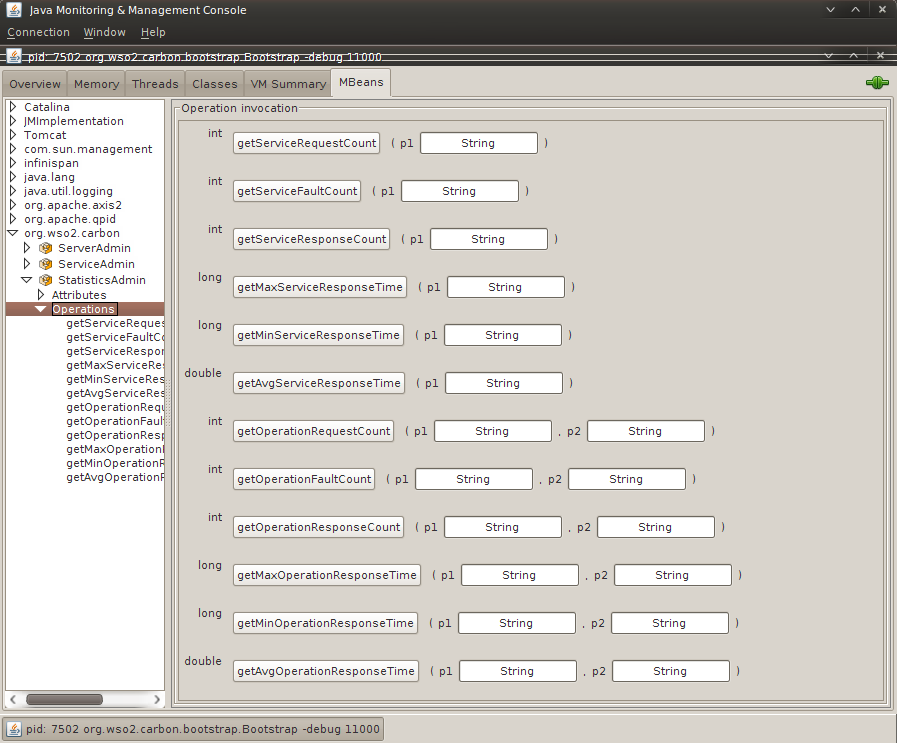 Java Monitoring & Management Console
Connection Window Help
pid: 7502 org.wso2.carbon.bootstrap.Bootstrap -debug 11000
Overview Memory Threads Classes VM Summary MBeans
Catalina
JMImplementation
Tomcat
com.sun.management
infinispan
java.lang
java.util.logging
org.apache.axis2
org.apache.qpid
org.wso2.carbon
ServerAdmin
ServiceAdmin
StatisticsAdmin
Attributes
Operations
getServiceReques
getServiceFaultCo
getServiceRespor
getMaxServiceRes
getMinServiceRes
getAvgServiceRes
getOperationRequ
getOperationFaul
getOperationResp
getMaxOperationI
getMinOperationR
getAvgOperationF
Operation invocation
int getServiceRequestCount ( p1 String )
int getServiceFaultCount ( p1 String )
int getServiceResponseCount ( p1 String )
long getMaxServiceResponseTime ( p1 String )
long getMinServiceResponseTime ( p1 String )
double getAvgServiceResponseTime ( p1 String )
int getOperationRequestCount ( p1 String , p2 String )
int getOperationFaultCount ( p1 String , p2 String )
int getOperationResponseCount ( p1 String , p2 String )
long getMaxOperationResponseTime ( p1 String , p2 String )
long getMinOperationResponseTime ( p1 String , p2 String )
double getAvgOperationResponseTime ( p1 String , p2 String )
pid: 7502 org.wso2.carbon.bootstrap.Bootstrap -debug 11000